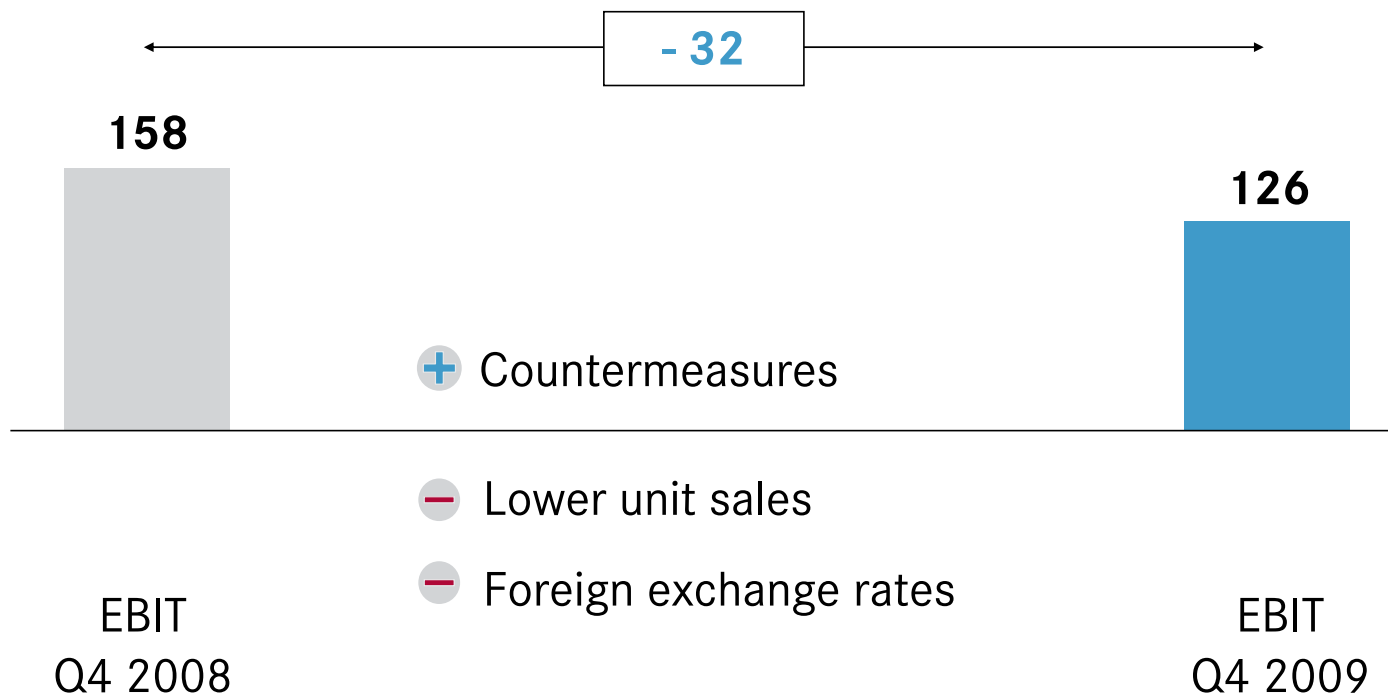 - 32
158
126
+ Countermeasures
− Lower unit sales
− Foreign exchange rates
EBIT
Q4 2008
EBIT
Q4 2009